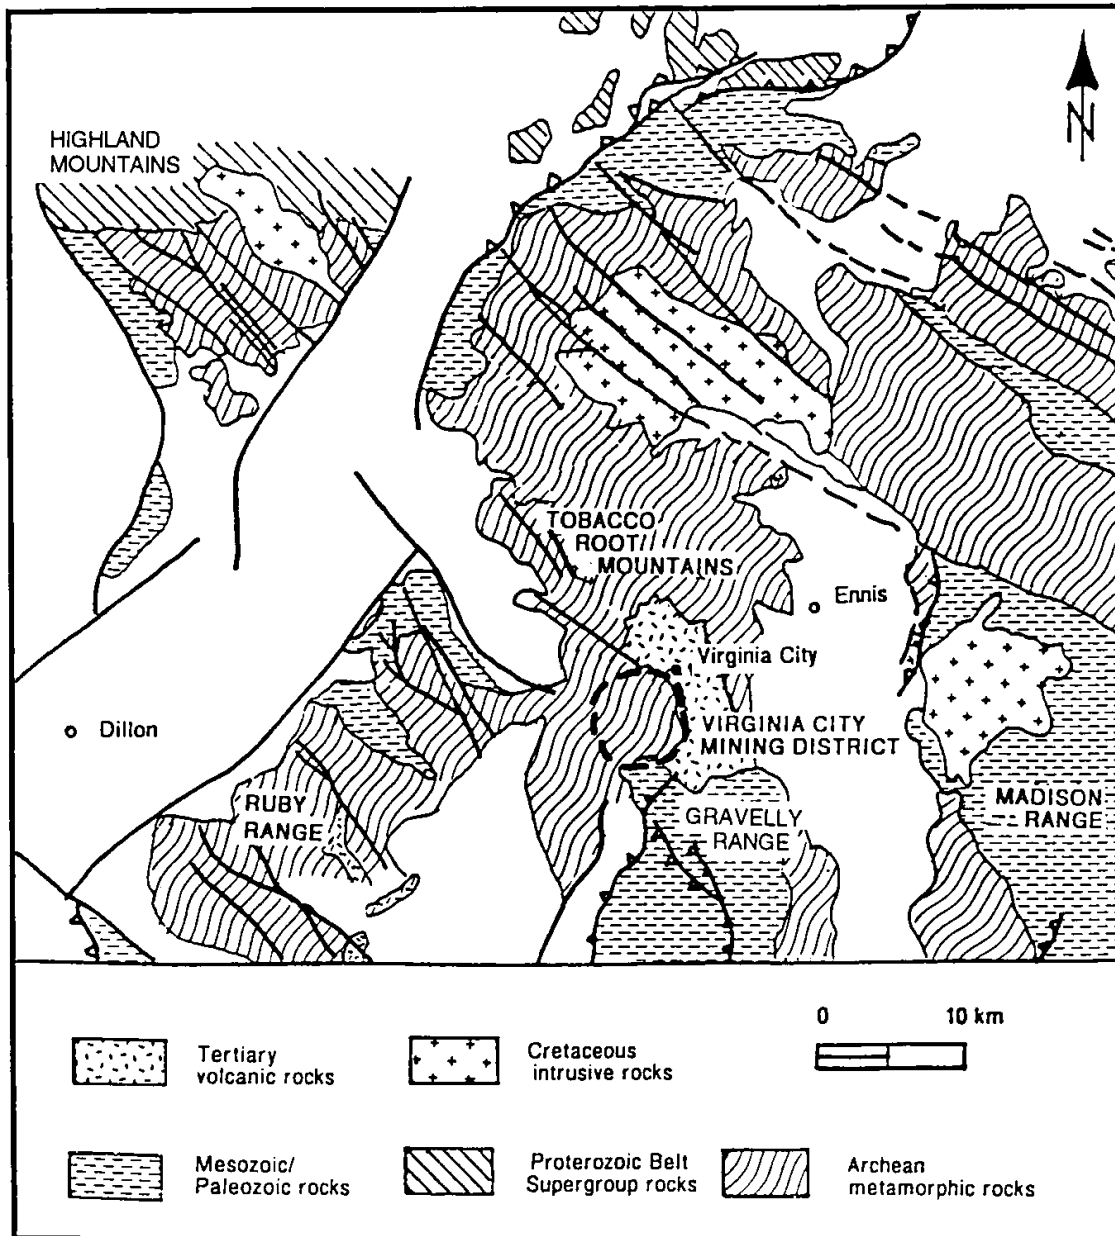 N
HIGHLAND
MOUNTAINS
TOBACCO
ROOT
MOUNTAINS
Ennis
Virginia City
Dillon
VIRGINIA CITY
MINING DISTRICT
RUBY
RANGE
GRAVELLY
RANGE
MADISON
RANGE
0 10 km
Tertiary
volcanic rocks
Cretaceous
intrusive rocks
Mesozoic/
Paleozoic rocks
Proterozoic Belt
Supergroup rocks
Archean
metamorphic rocks